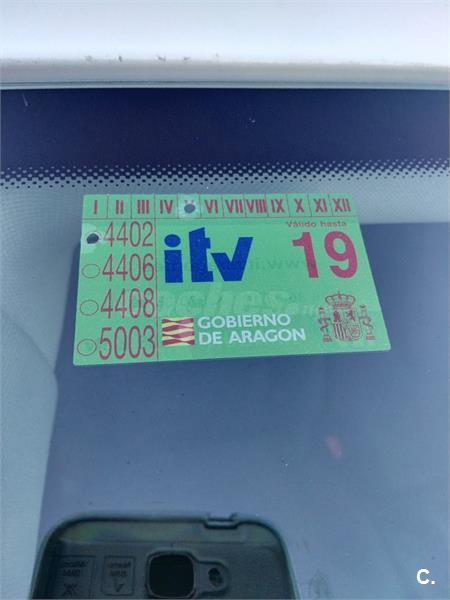 I II III IV V VI VII VIII IX X XI XII
4402
4406
4408
5003
itv
Válido hasta
19
GOBIERNO
DE ARAGON
C.